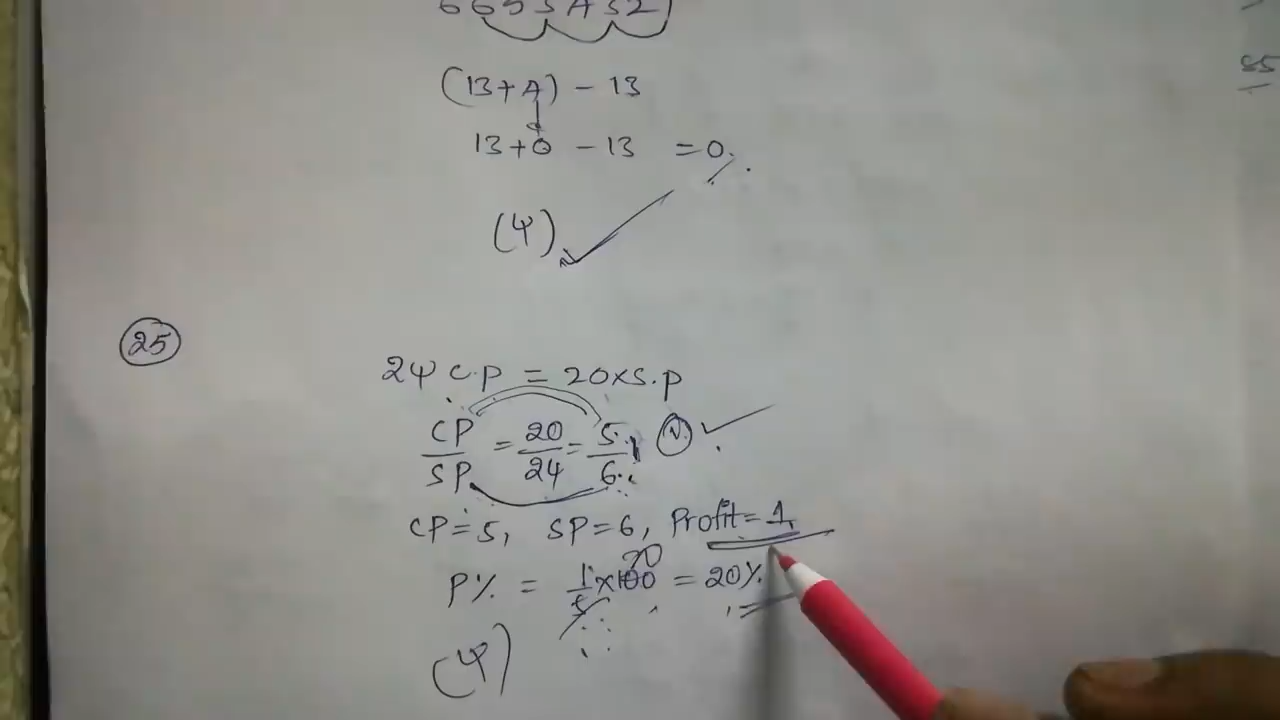 (13+A) - 13
13+0 - 13 = 0.
(4)
25
24 C.P = 20×S.P
CP/SP = 20/24 = 5/6
CP = 5, SP = 6, Profit = 1
P% = 1/5 × 100 = 20%
(4)